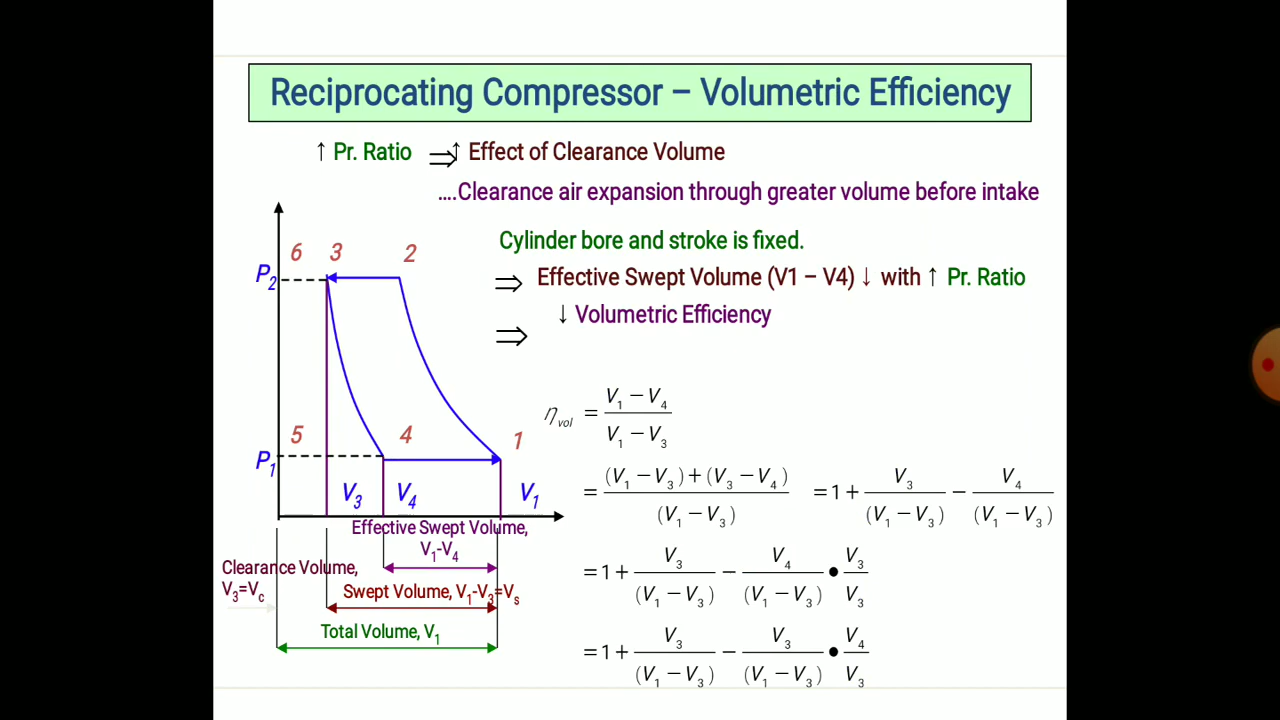 Reciprocating Compressor – Volumetric Efficiency
↑ Pr. Ratio ⇒ ↑ Effect of Clearance Volume
....Clearance air expansion through greater volume before intake
Cylinder bore and stroke is fixed.
⇒ Effective Swept Volume (V1 – V4) ↓ with ↑ Pr. Ratio
⇒ ↓ Volumetric Efficiency
6 3 2
P₂
5 4 1
P₁
V₃ V₄ V₁
Effective Swept Volume,
V₁-V₄
Clearance Volume,
V₃=V_c
Swept Volume, V₁-V₃=V_s
Total Volume, V₁
η_vol = (V₁ − V₄) / (V₁ − V₃)
= ((V₁ − V₃) + (V₃ − V₄)) / (V₁ − V₃) = 1 + V₃ / (V₁ − V₃) − V₄ / (V₁ − V₃)
= 1 + V₃ / (V₁ − V₃) − V₄ / (V₁ − V₃) • V₃ / V₃
= 1 + V₃ / (V₁ − V₃) − V₃ / (V₁ − V₃) • V₄ / V₃